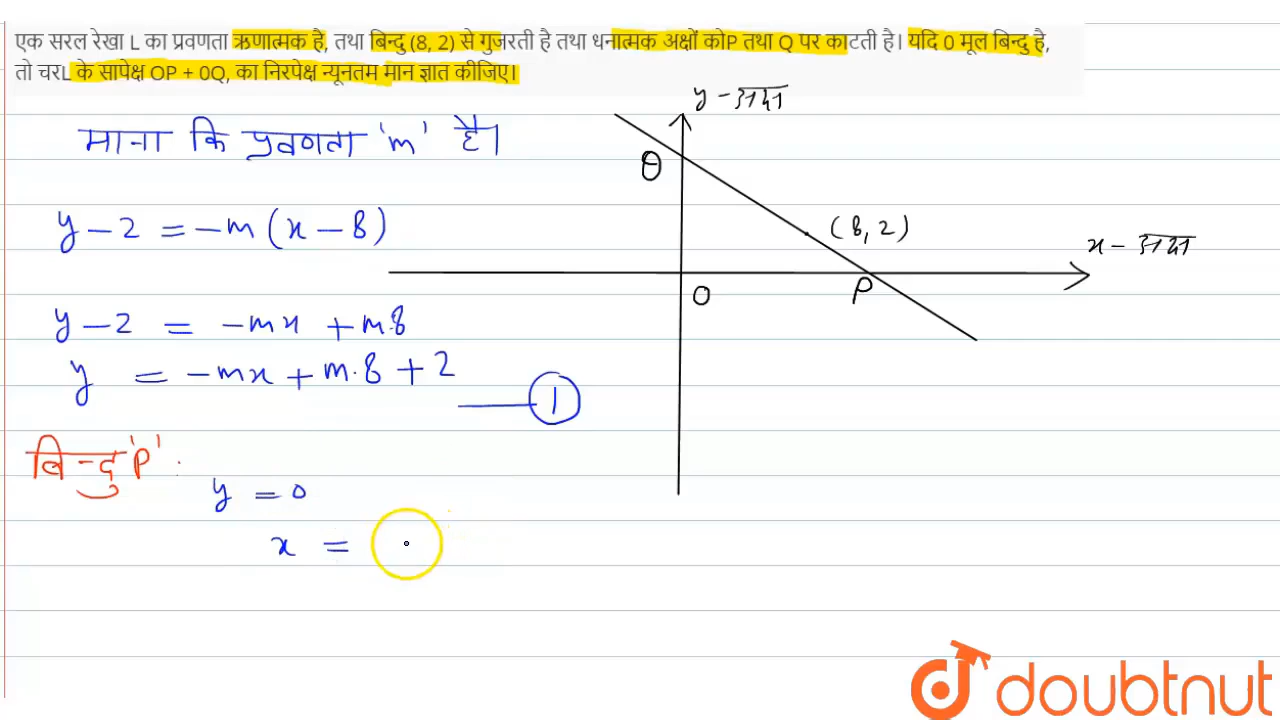 एक सरल रेखा L का प्रवणता ऋणात्मक है, तथा बिन्दु (8, 2) से गुजरती है तथा धनात्मक अक्षों कोP तथा Q पर काटती है। यदि 0 मूल बिन्दु है,
तो चरL के सापेक्ष OP + 0Q, का निरपेक्ष न्यूनतम मान ज्ञात कीजिए।
y - अक्ष
माना कि प्रवणता 'm' है।
Q
y - 2 = -m (x - 8)
(8, 2)
x - अक्ष
O
P
y - 2 = -mx + m.8
y = -mx + m.8 + 2
1
बिन्दु 'P' :
y = 0
x =
doubtnut